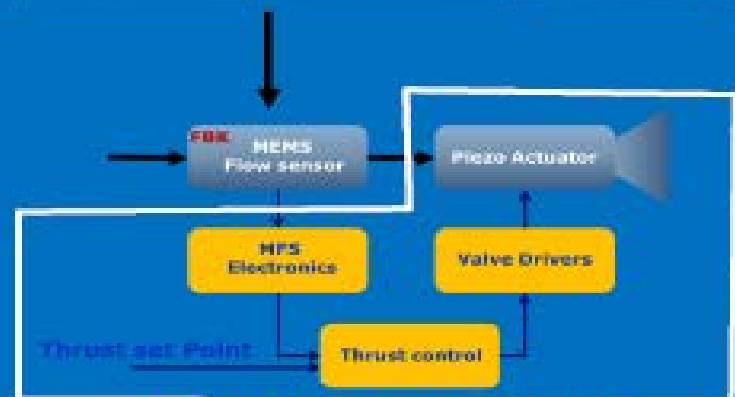 FBK
MEMS
Flow sensor
Piezo Actuator
MFS
Electronics
Valve Drivers
Thrust set Point
Thrust control